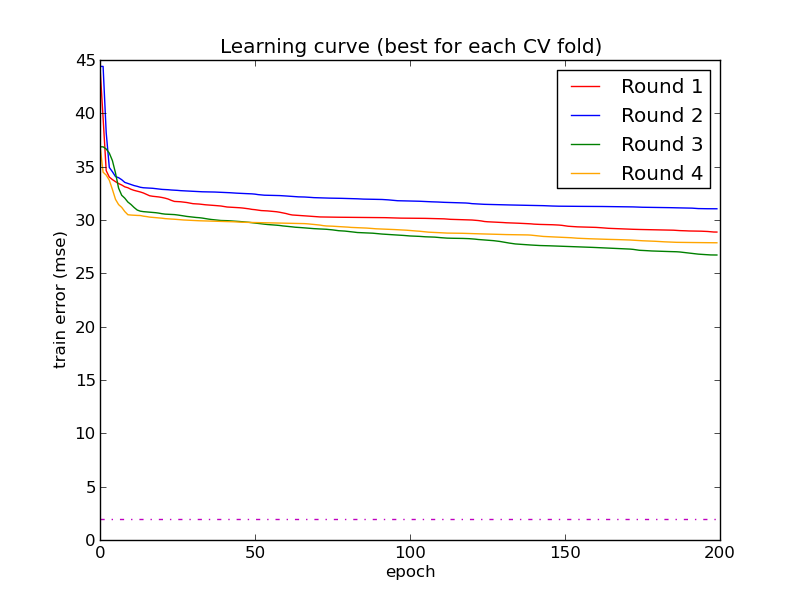 Learning curve (best for each CV fold)
45
40
35
30
25
20
15
10
5
0
train error (mse)
Round 1
Round 2
Round 3
Round 4
0 50 100 150 200
epoch